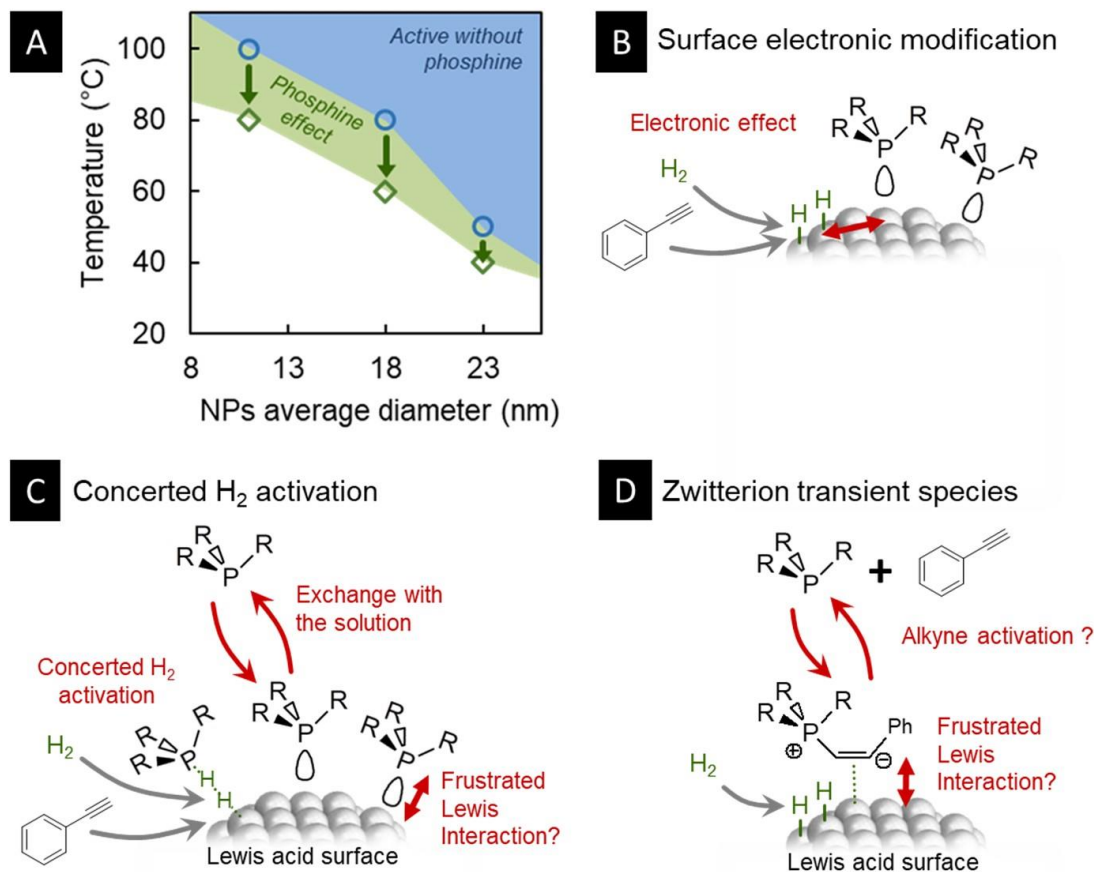 A
Temperature (°C)
100
80
60
40
20
8 13 18 23
NPs average diameter (nm)
Active without
phosphine
Phosphine
effect
B Surface electronic modification
Electronic effect
H2
H H
R R R P
R R R P
C Concerted H2 activation
R R R P
Exchange with
the solution
Concerted H2
activation
R R R P
R R R P
R R R P
H2
H
H
Frustrated
Lewis
Interaction?
Lewis acid surface
D Zwitterion transient species
R R R P +
Alkyne activation ?
R R R P
⊕ ⊖ Ph
Frustrated
Lewis
Interaction?
H2
H H
Lewis acid surface